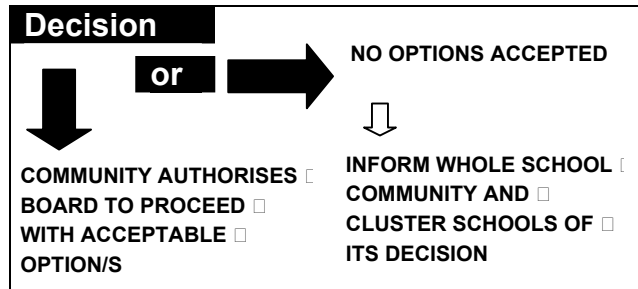 Decision
or
NO OPTIONS ACCEPTED
COMMUNITY AUTHORISES
BOARD TO PROCEED
WITH ACCEPTABLE
OPTION/S
INFORM WHOLE SCHOOL
COMMUNITY AND
CLUSTER SCHOOLS OF
ITS DECISION